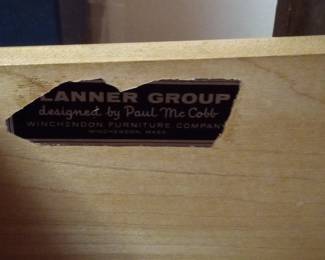 LANNER GROUP
designed by Paul McCobb
WINCHENDON FURNITURE COMPANY
WINCHENDON, MASS.